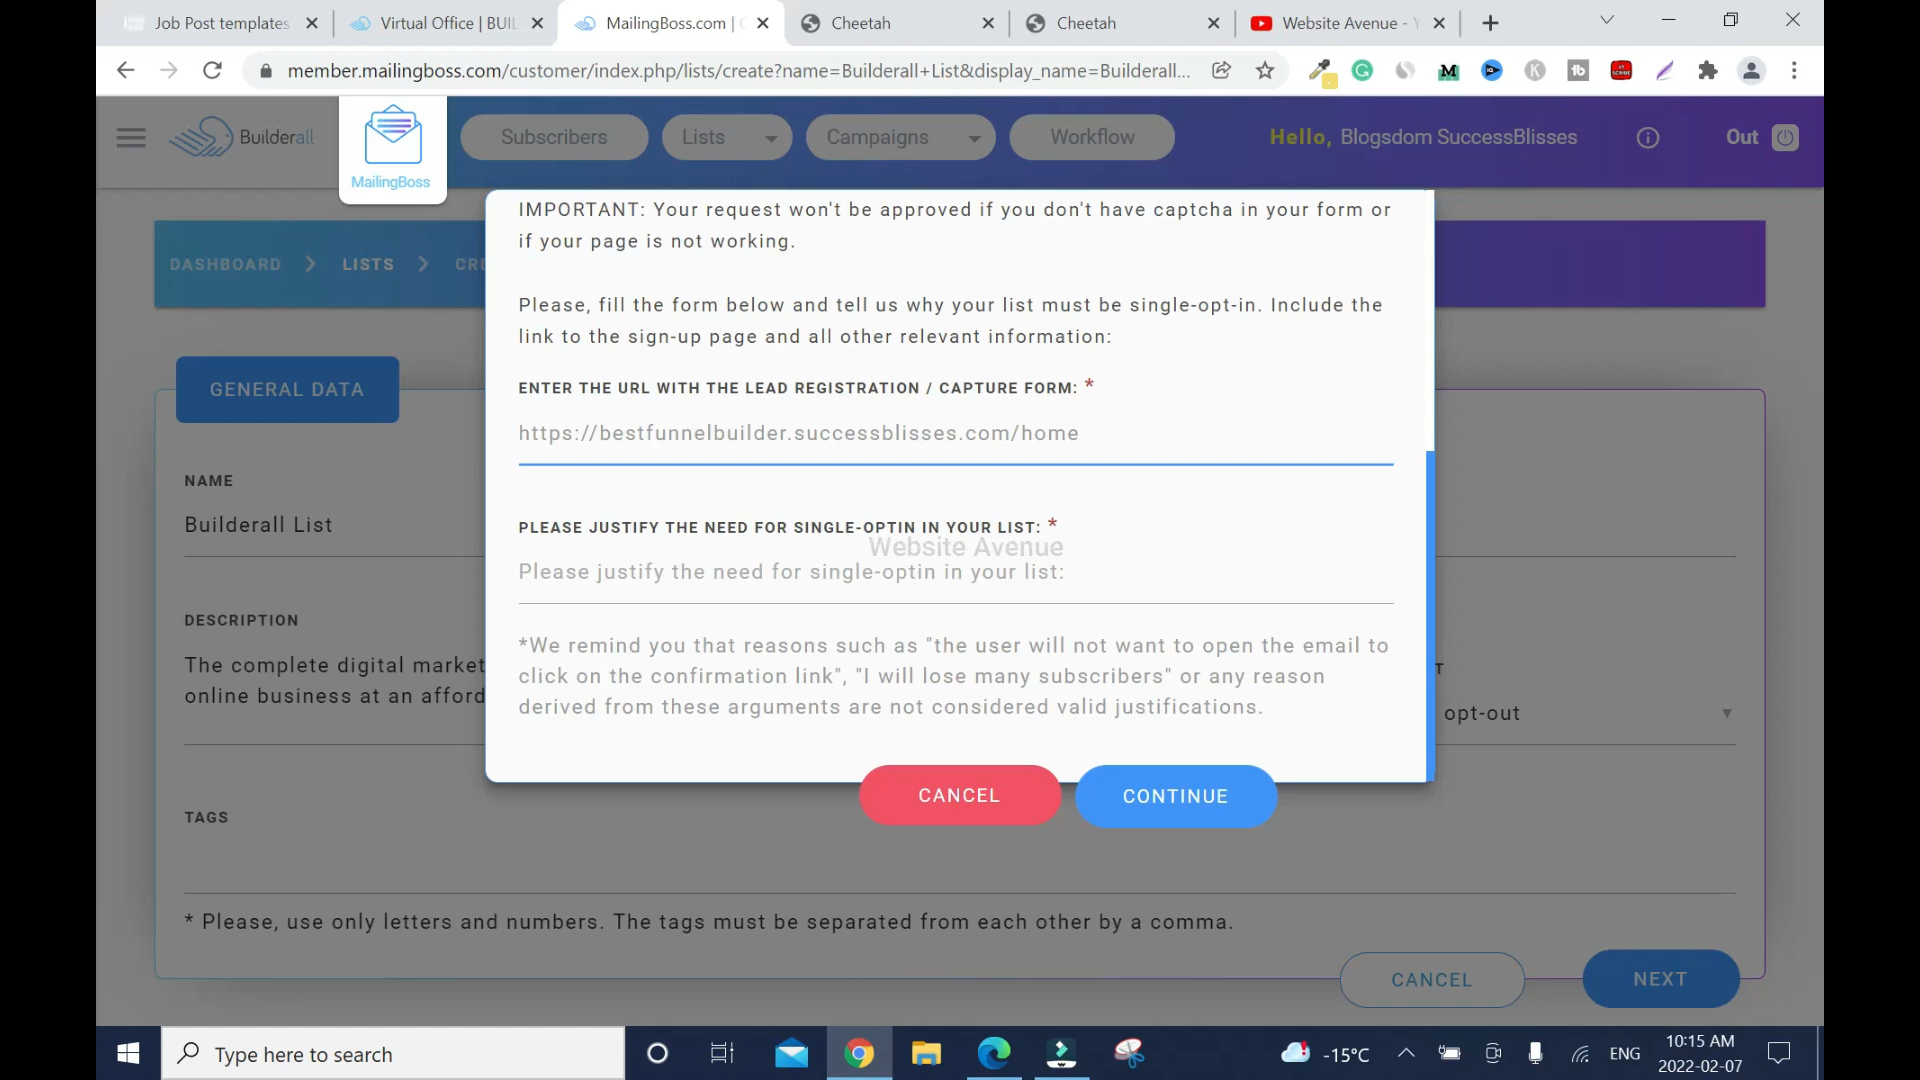 Job Post templates
Virtual Office | BUIL
MailingBoss.com |
Cheetah
Cheetah
Website Avenue - Y
member.mailingboss.com/customer/index.php/lists/create?name=Builderall+List&display_name=Builderall...
Builderall
MailingBoss
Subscribers
Lists
Campaigns
Workflow
Hello, Blogsdom SuccessBlisses
Out
DASHBOARD > LISTS > CRE
IMPORTANT: Your request won't be approved if you don't have captcha in your form or
if your page is not working.
Please, fill the form below and tell us why your list must be single-opt-in. Include the
link to the sign-up page and all other relevant information:
ENTER THE URL WITH THE LEAD REGISTRATION / CAPTURE FORM: *
https://bestfunnelbuilder.successblisses.com/home
PLEASE JUSTIFY THE NEED FOR SINGLE-OPTIN IN YOUR LIST: *
Website Avenue
Please justify the need for single-optin in your list:
*We remind you that reasons such as "the user will not want to open the email to
click on the confirmation link", "I will lose many subscribers" or any reason
derived from these arguments are not considered valid justifications.
CANCEL
CONTINUE
GENERAL DATA
NAME
Builderall List
DESCRIPTION
The complete digital market
online business at an afford
T
opt-out
TAGS
* Please, use only letters and numbers. The tags must be separated from each other by a comma.
CANCEL
NEXT
Type here to search
-15°C
ENG
10:15 AM
2022-02-07